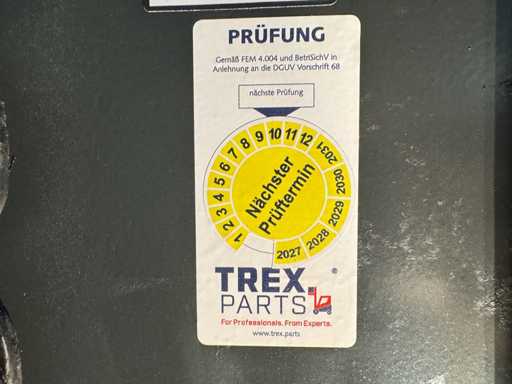 PRÜFUNG
Gemäß FEM 4.004 und BetriSichV in
Anlehnung an die DGUV Vorschrift 68
nächste Prüfung
1 2 3 4 5 6 7 8 9 10 11 12 2031 2030 2029 2028 2027
Nächster
Prüftermin
TREX.®
PARTS
For Professionals. From Experts.
www.trex.parts